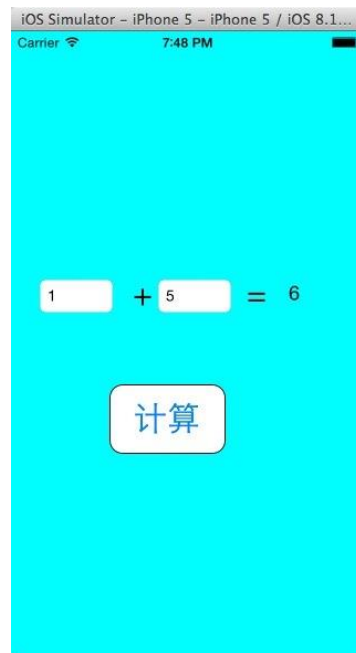 iOS Simulator – iPhone 5 – iPhone 5 / iOS 8.1...
Carrier 7:48 PM
1 + 5 = 6
计算